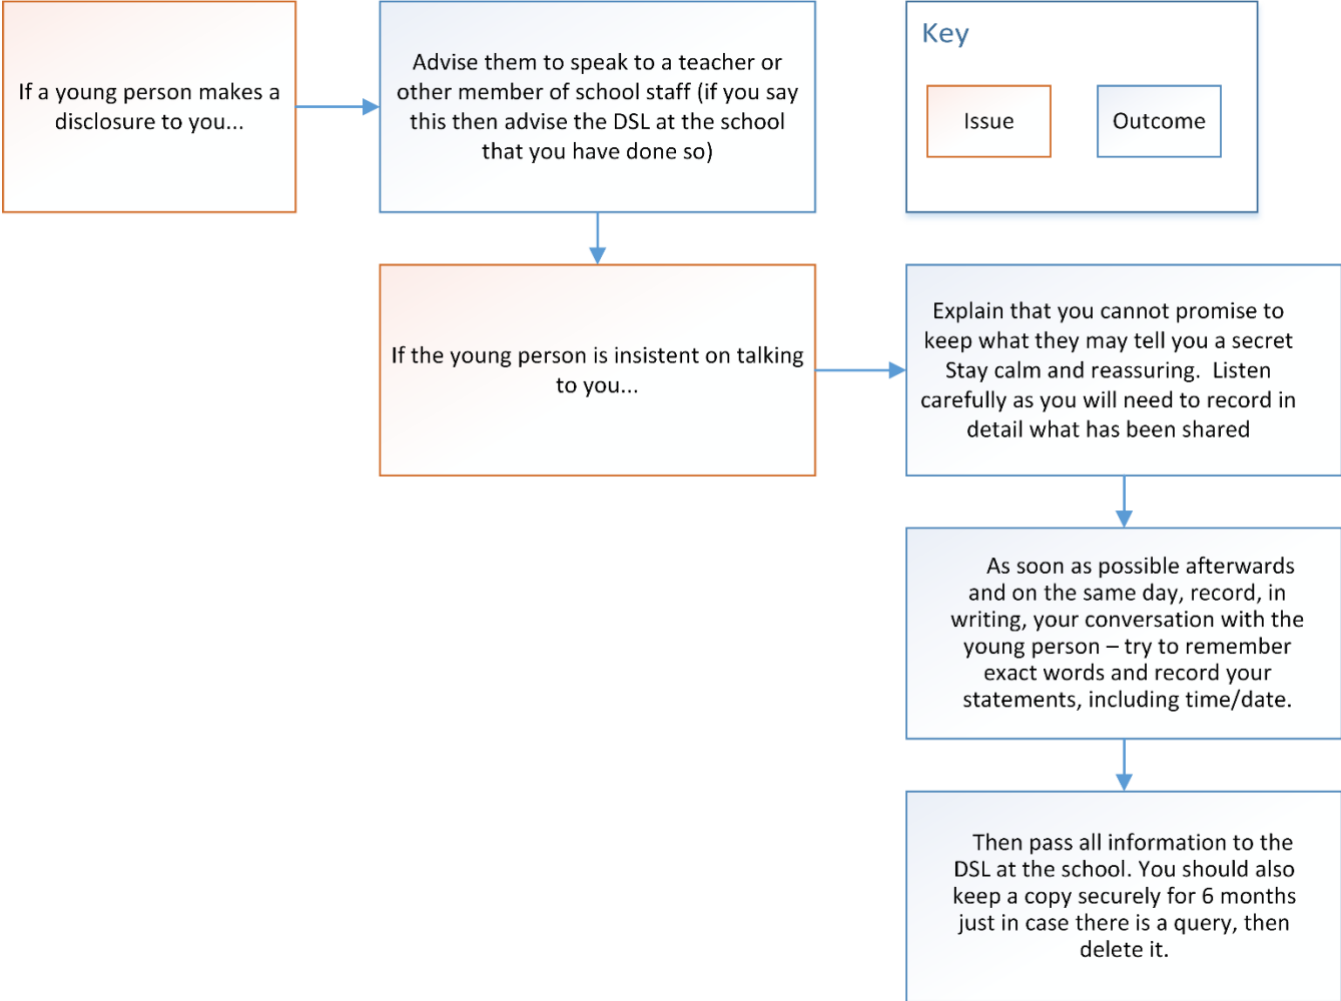 If a young person makes a
disclosure to you...
Advise them to speak to a teacher or
other member of school staff (if you say
this then advise the DSL at the school
that you have done so)
Key
Issue
Outcome
If the young person is insistent on talking
to you...
Explain that you cannot promise to
keep what they may tell you a secret
Stay calm and reassuring.  Listen
carefully as you will need to record in
detail what has been shared
As soon as possible afterwards
and on the same day, record, in
writing, your conversation with the
young person – try to remember
exact words and record your
statements, including time/date.
Then pass all information to the
DSL at the school. You should also
keep a copy securely for 6 months
just in case there is a query, then
delete it.